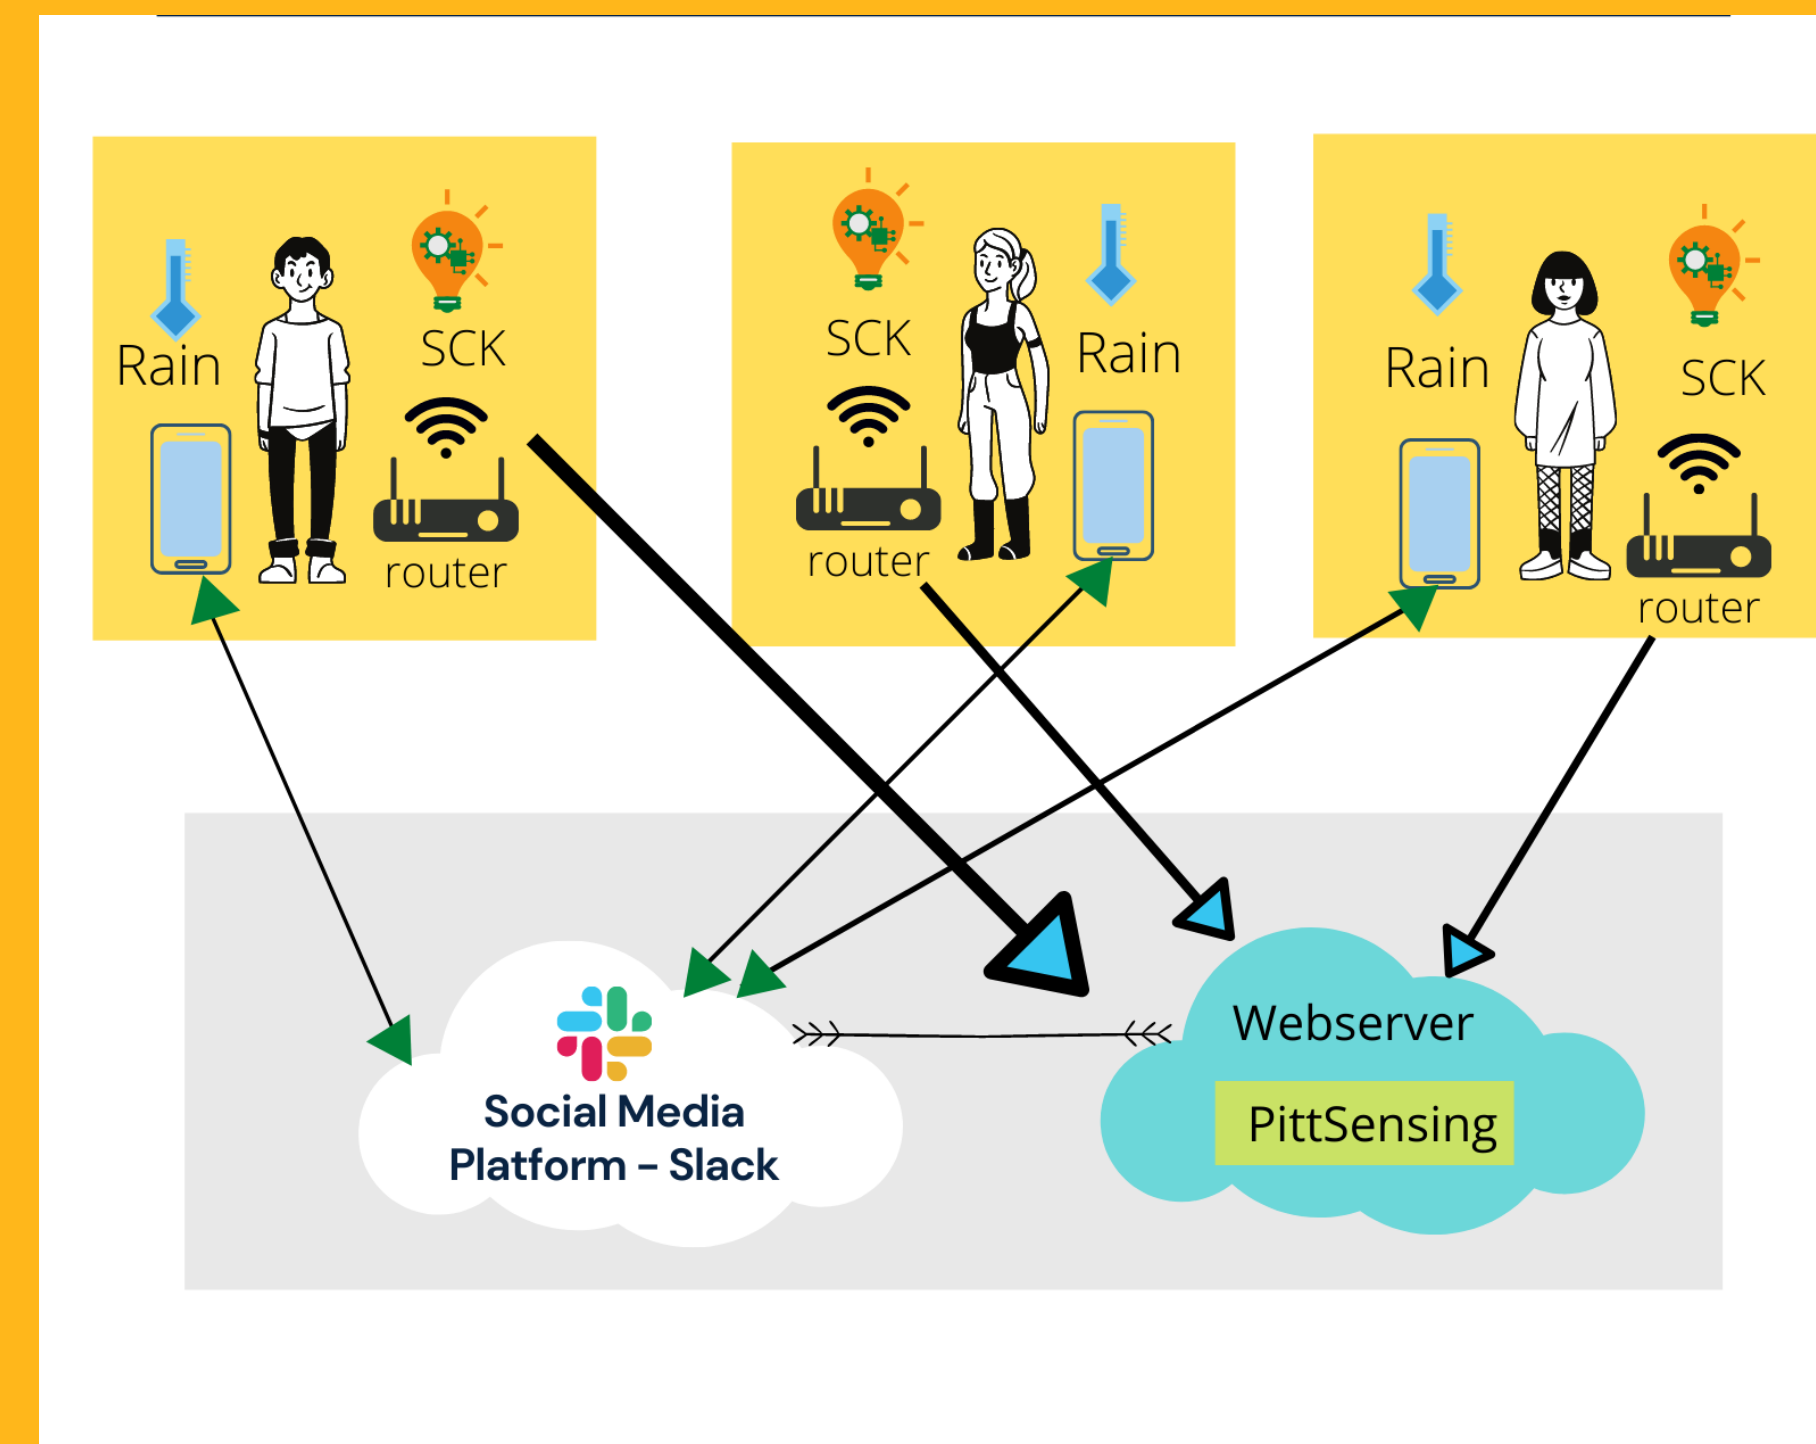 Rain
SCK
router
SCK
Rain
router
Rain
SCK
router
Social Media
Platform – Slack
Webserver
PittSensing